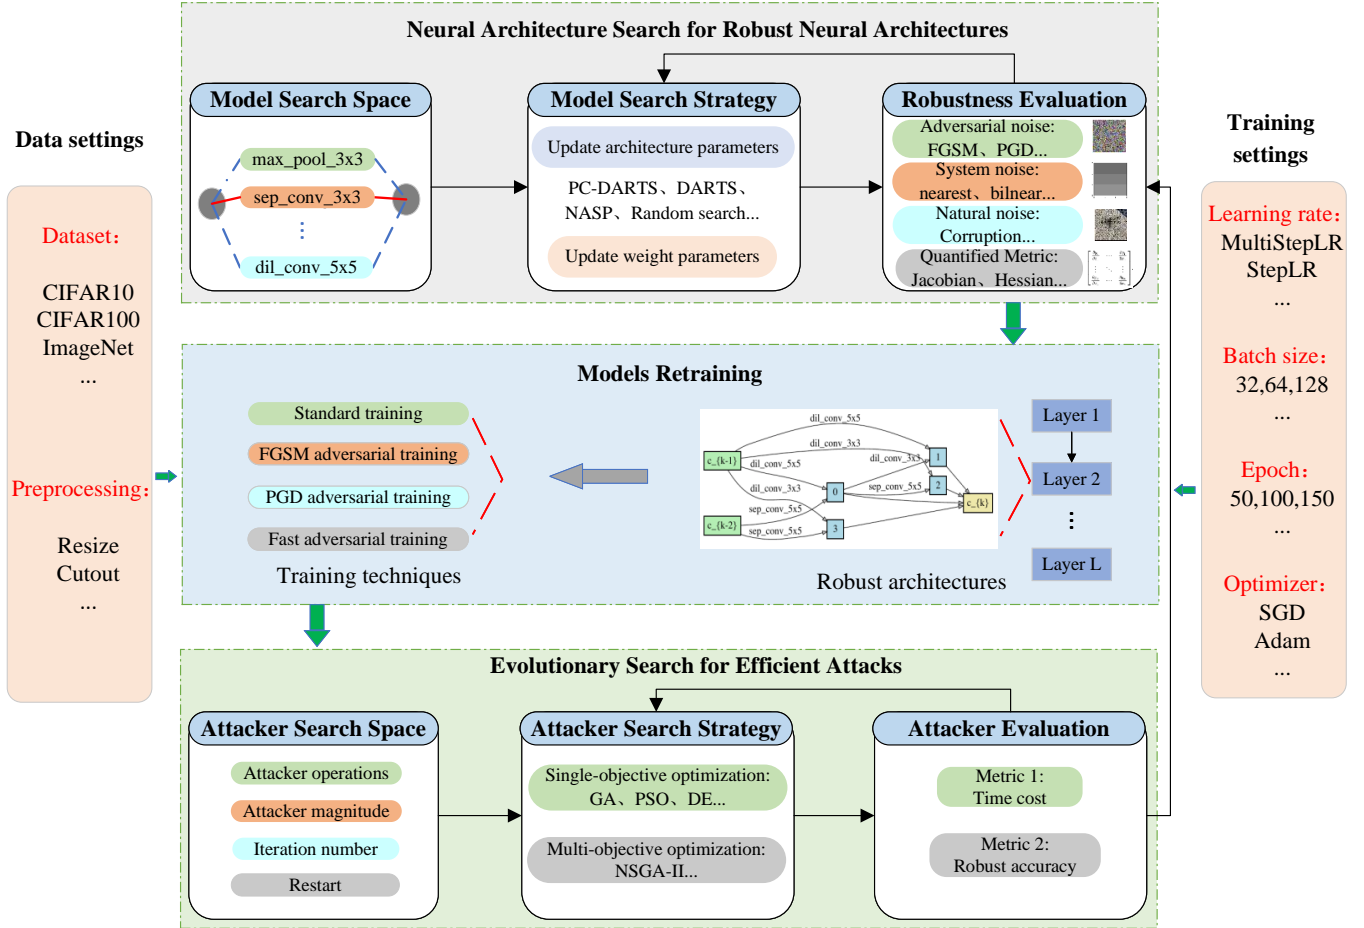 Neural Architecture Search for Robust Neural Architectures
Data settings
Dataset：
CIFAR10
CIFAR100
ImageNet
...
Preprocessing：
Resize
Cutout
...
Model Search Space
max_pool_3x3
sep_conv_3x3
...
dil_conv_5x5
Model Search Strategy
Update architecture parameters
PC-DARTS、DARTS、
NASP、Random search...
Update weight parameters
Robustness Evaluation
Adversarial noise:
FGSM、PGD...
System noise:
nearest、bilnear...
Natural noise:
Corruption...
Quantified Metric:
Jacobian、Hessian...
Training
settings
Learning rate：
MultiStepLR
StepLR
...
Batch size：
32,64,128
...
Epoch：
50,100,150
...
Optimizer：
SGD
Adam
...
Models Retraining
Standard training
FGSM adversarial training
PGD adversarial training
Fast adversarial training
Training techniques
c_{k-1}
c_{k-2}
dil_conv_5x5
dil_conv_3x3
dil_conv_5x5
dil_conv_3x3
dil_conv_3x3
sep_conv_5x5
sep_conv_5x5
sep_conv_5x5
0
1
2
3
c_{k}
Robust architectures
Layer 1
Layer 2
...
Layer L
Evolutionary Search for Efficient Attacks
Attacker Search Space
Attacker operations
Attacker magnitude
Iteration number
Restart
Attacker Search Strategy
Single-objective optimization:
GA、PSO、DE...
Multi-objective optimization:
NSGA-II...
Attacker Evaluation
Metric 1:
Time cost
Metric 2:
Robust accuracy